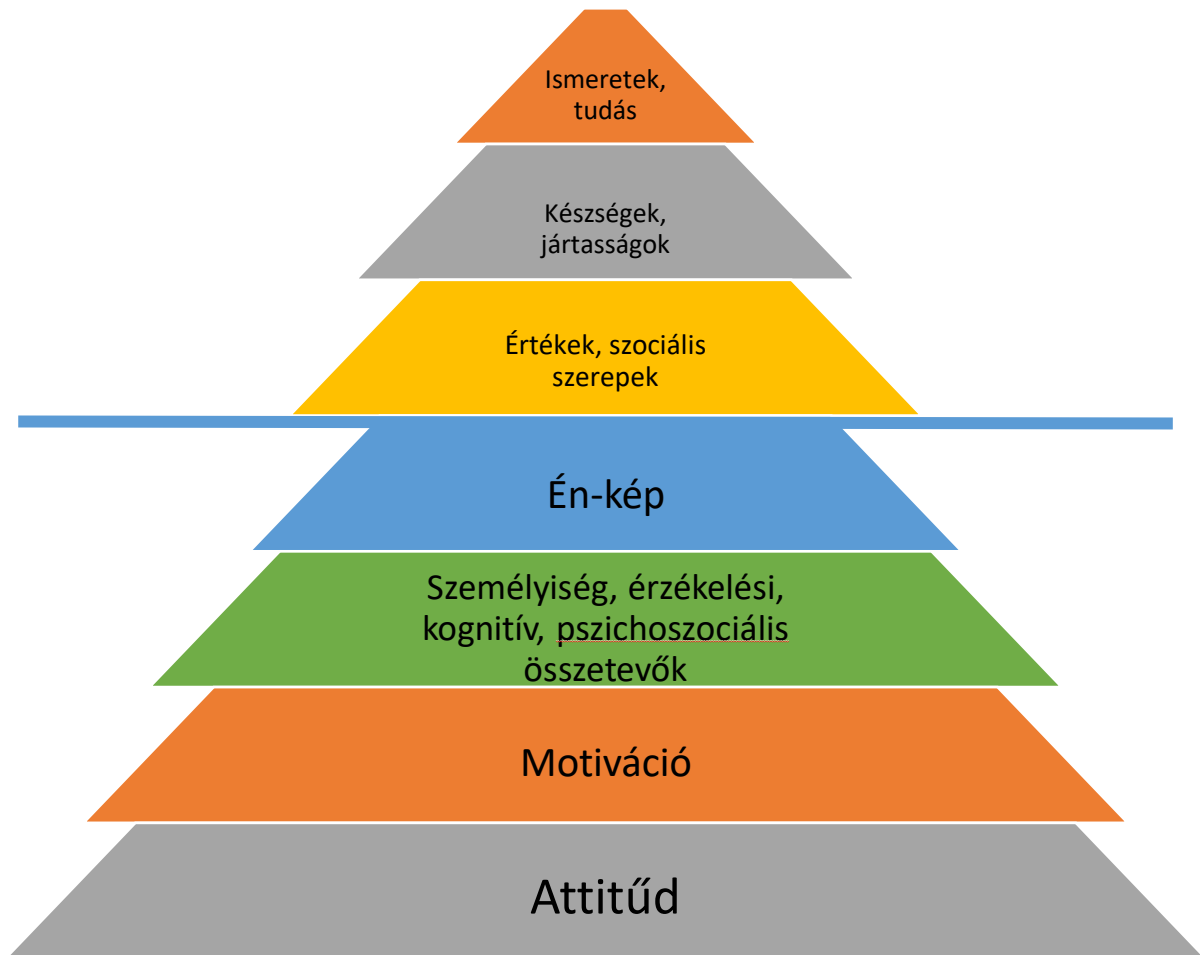 Ismeretek,
tudás
Készségek,
jártasságok
Értékek, szociális
szerepek
Én-kép
Személyiség, érzékelési,
kognitív, pszichoszociális
összetevők
Motiváció
Attitűd